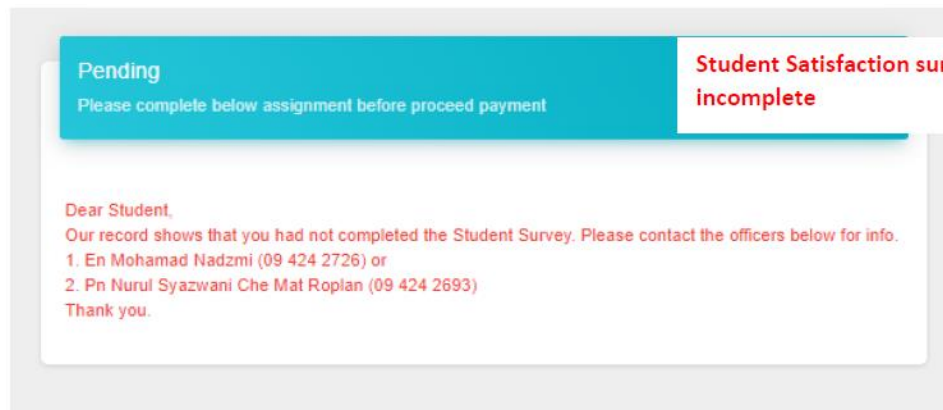 Pending
Please complete below assignment before proceed payment
Student Satisfaction
incomplete
Dear Student,
Our record shows that you had not completed the Student Survey. Please contact the officers below for info.
1. En Mohamad Nadzmi (09 424 2726) or
2. Pn Nurul Syazwani Che Mat Roplan (09 424 2693)
Thank you.